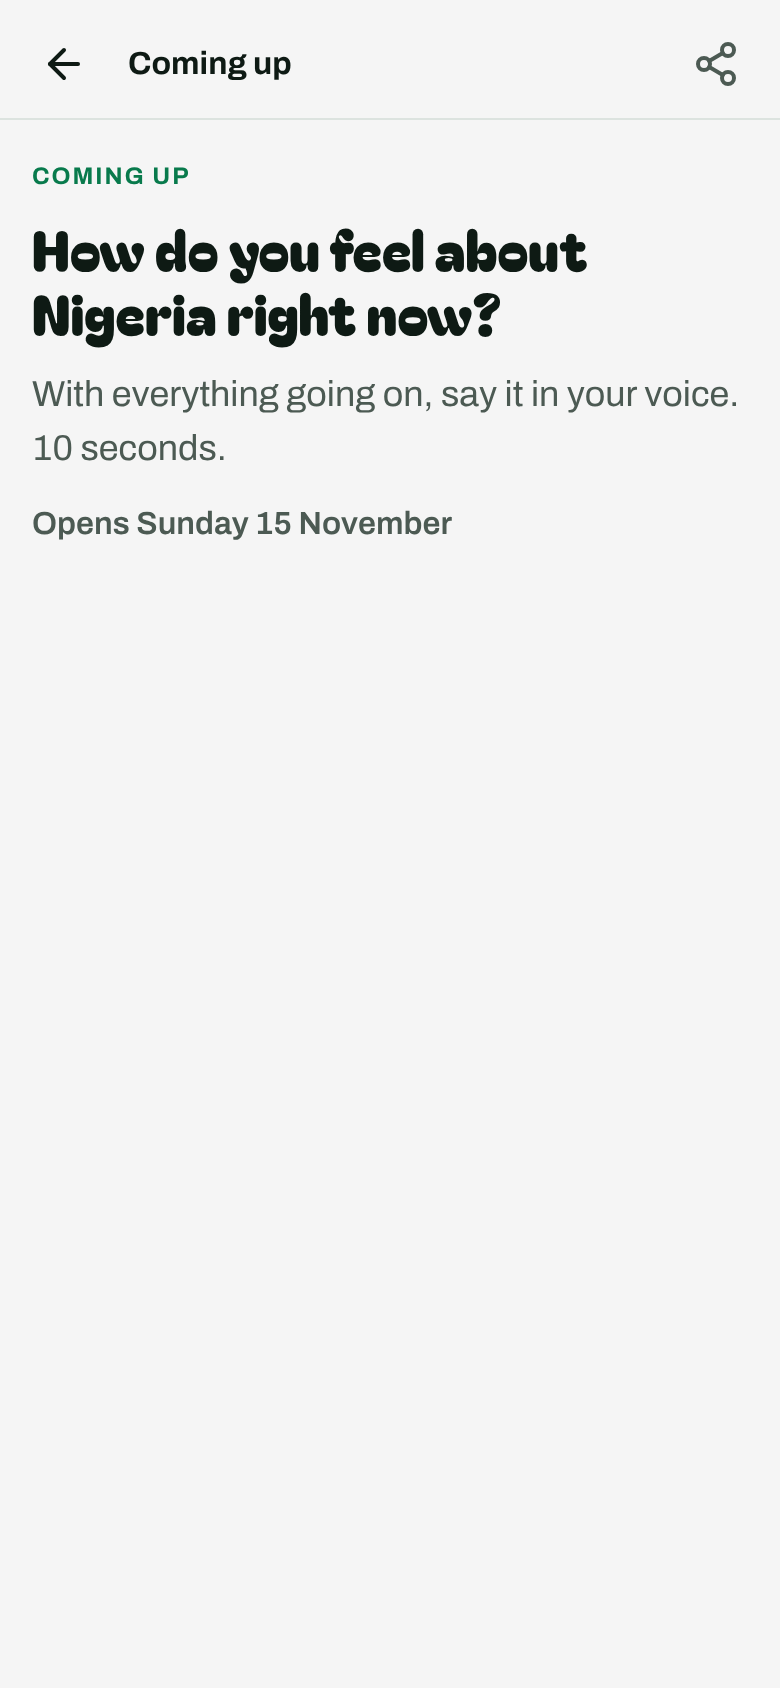 Coming up
COMING UP
How do you feel about
Nigeria right now?
With everything going on, say it in your voice.
10 seconds.
Opens Sunday 15 November